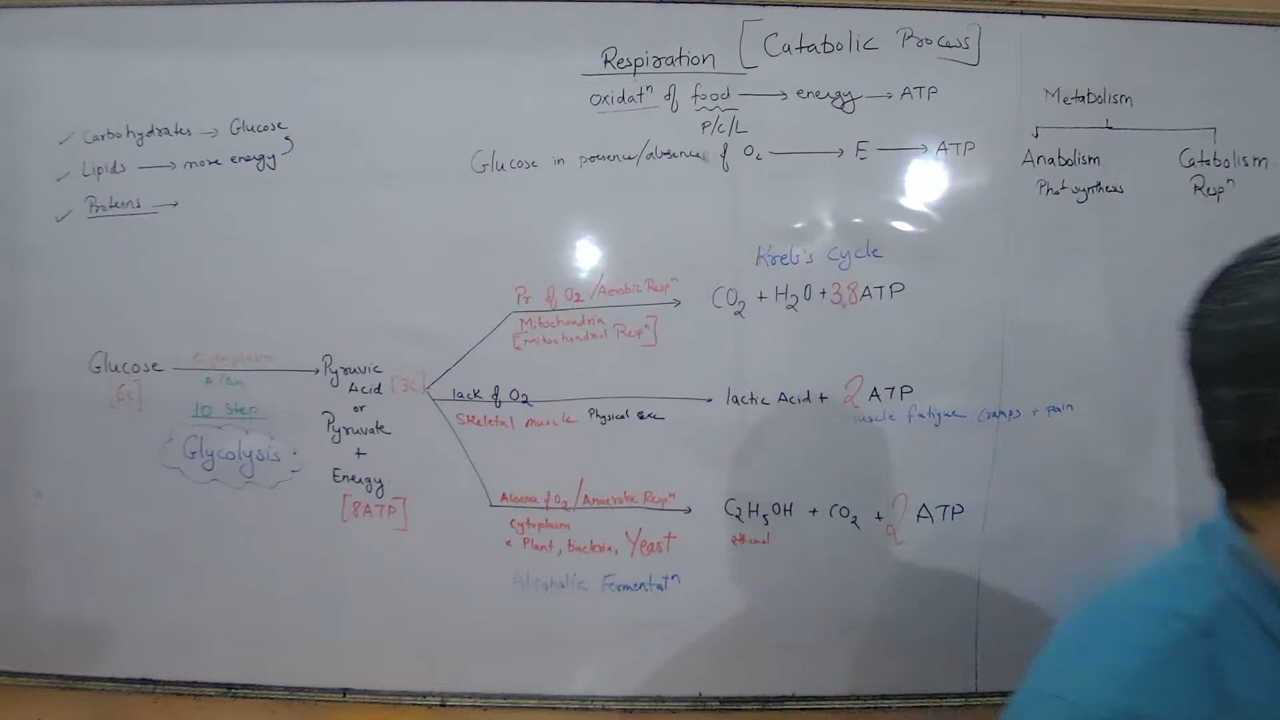 Respiration [Catabolic Process]
Oxidatⁿ of food → energy → ATP
P/c/L
Glucose in presence/absence of O₂ → E → ATP
Metabolism
Anabolism
Photosynthesis
Catabolism
Respⁿ
✓ Carbohydrates → Glucose
✓ Lipids → more energy
✓ Proteins →
Kreb's Cycle
Pr. of O₂/Aerobic Respⁿ
CO₂ + H₂O + 38 ATP
Mitochondria
[Mitochondrial Respⁿ]
Glucose
[6c]
Cytoplasm
A/An
10 Step
Glycolysis
Pyruvic
Acid [3c]
or
Pyruvate
+
Energy
[8ATP]
lack of O₂
lactic Acid + 2 ATP
Skeletal muscle Physical exc
fatigue, cramps + pain
Absence of O₂/Anaerobic Respⁿ
C₂H₅OH + CO₂ + 2 ATP
ethanol
Cytoplasm
Plant, bacteria, Yeast
Alcoholic Fermentatⁿ